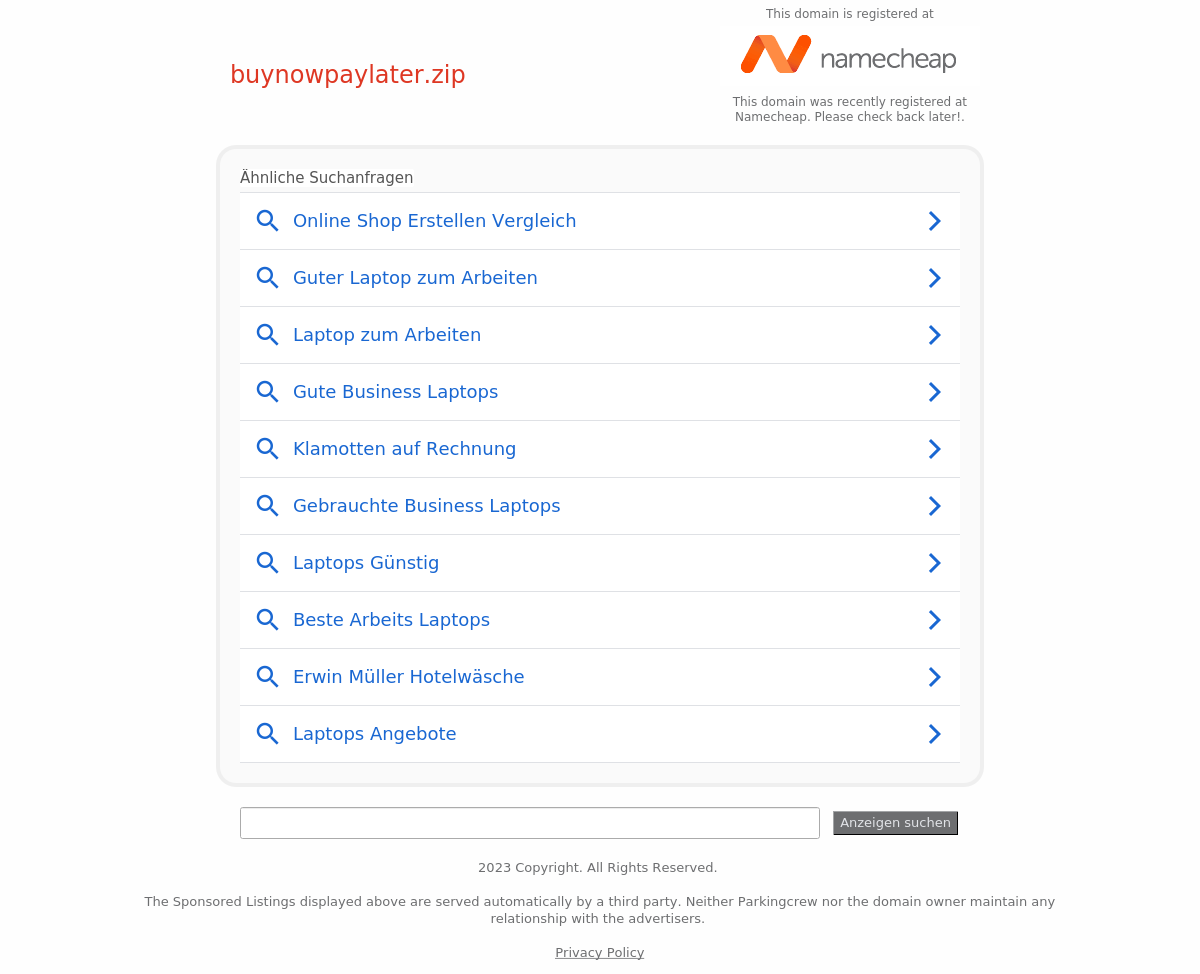 This domain is registered at
namecheap
buynowpaylater.zip
This domain was recently registered at
Namecheap. Please check back later!.
Ähnliche Suchanfragen
Online Shop Erstellen Vergleich
Guter Laptop zum Arbeiten
Laptop zum Arbeiten
Gute Business Laptops
Klamotten auf Rechnung
Gebrauchte Business Laptops
Laptops Günstig
Beste Arbeits Laptops
Erwin Müller Hotelwäsche
Laptops Angebote
Anzeigen suchen
2023 Copyright. All Rights Reserved.
The Sponsored Listings displayed above are served automatically by a third party. Neither Parkingcrew nor the domain owner maintain any
relationship with the advertisers.
Privacy Policy